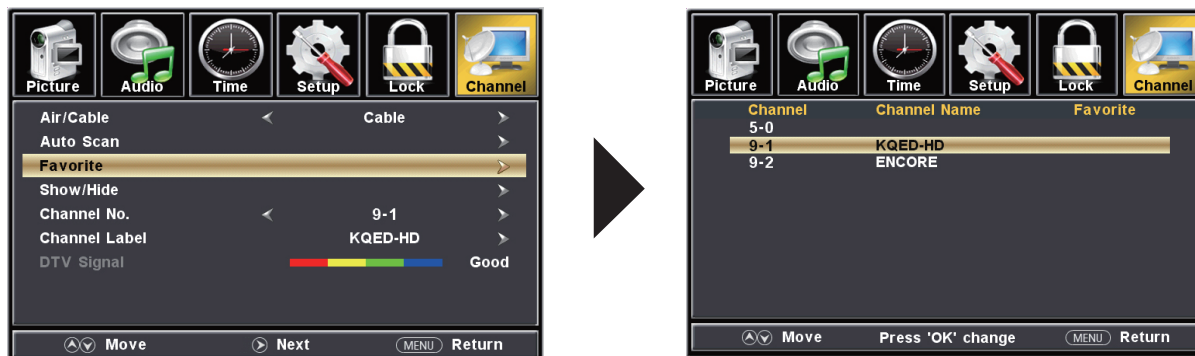 Picture Audio Time Setup Lock Channel
Air/Cable Cable
Auto Scan
Favorite
Show/Hide
Channel No. 9-1
Channel Label KQED-HD
DTV Signal Good
Move Next MENU Return
Picture Audio Time Setup Lock Channel
Channel Channel Name Favorite
5-0
9-1 KQED-HD
9-2 ENCORE
Move Press 'OK' change MENU Return